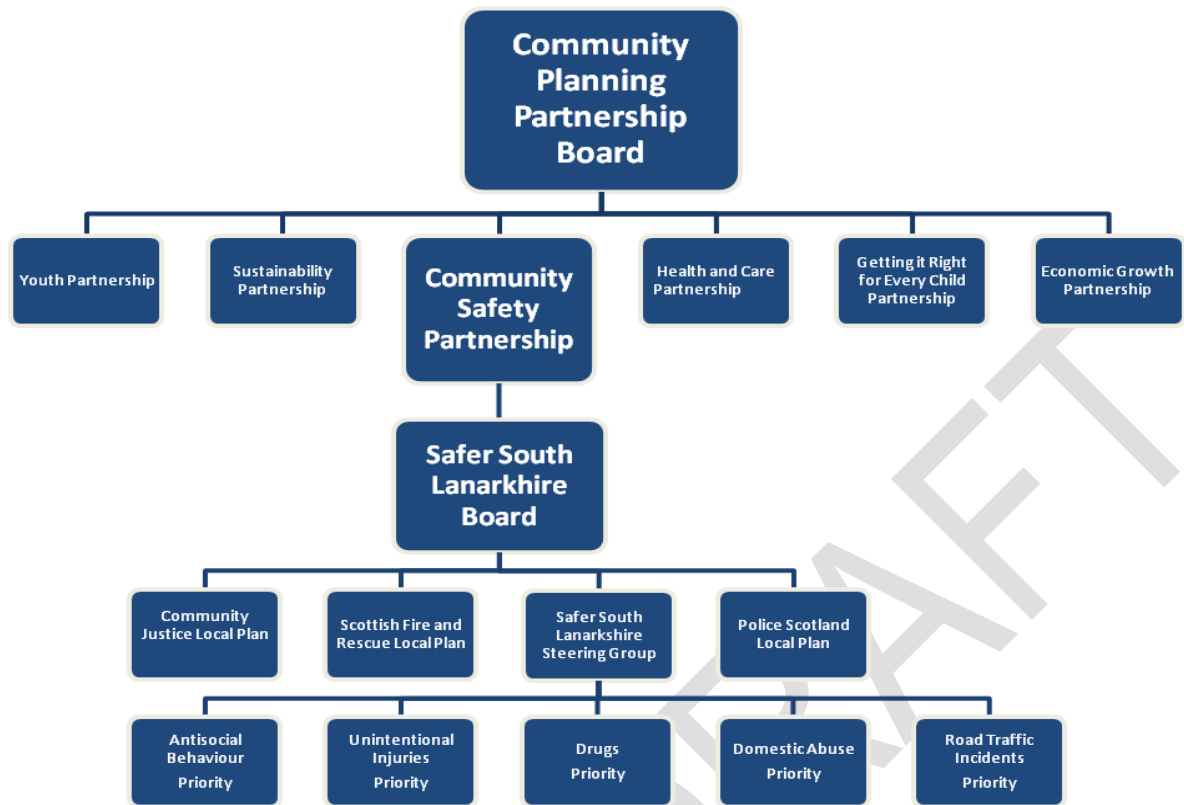 Community
Planning
Partnership
Board
Youth Partnership
Sustainability
Partnership
Community
Safety
Partnership
Health and Care
Partnership
Getting it Right
for Every Child
Partnership
Economic Growth
Partnership
Safer South
Lanarkhire
Board
Community
Justice Local Plan
Scottish Fire and
Rescue Local Plan
Safer South
Lanarkshire
Steering Group
Police Scotland
Local Plan
Antisocial
Behaviour
Priority
Unintentional
Injuries
Priority
Drugs
Priority
Domestic Abuse
Priority
Road Traffic
Incidents
Priority
DRAFT